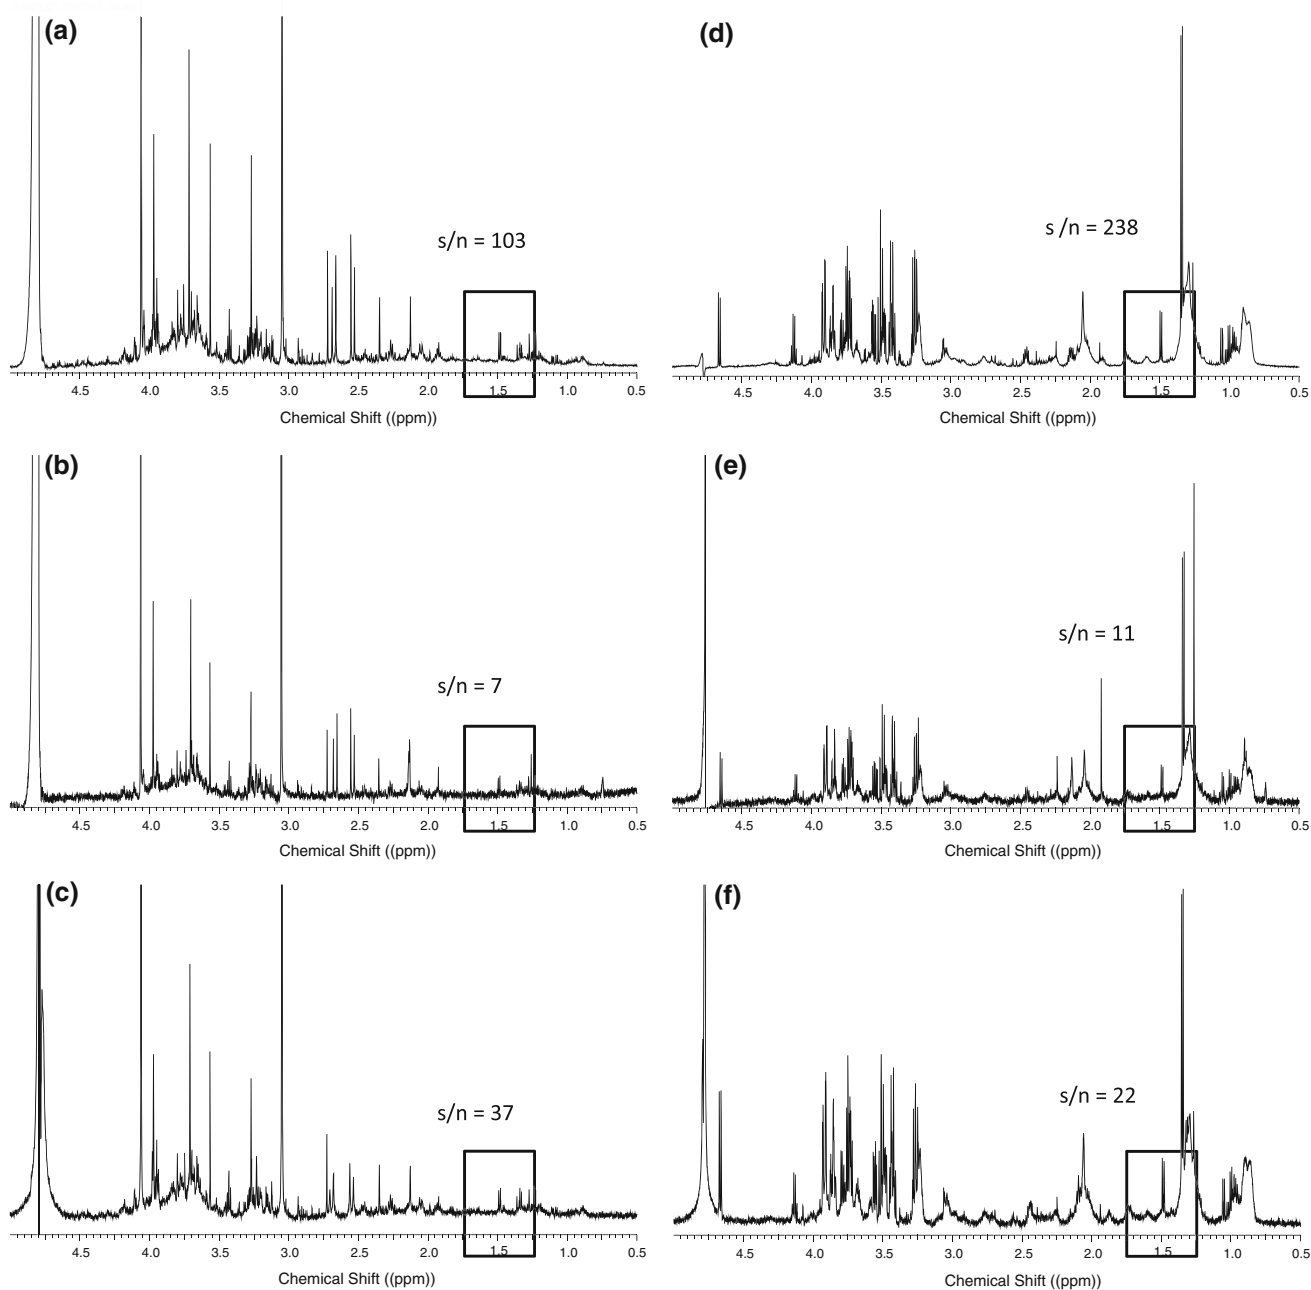 (a)
s/n = 103
4.5 4.0 3.5 3.0 2.5 2.0 1.5 1.0 0.5
Chemical Shift ((ppm))
(d)
s /n = 238
4.5 4.0 3.5 3.0 2.5 2.0 1.5 1.0 0.5
Chemical Shift ((ppm))
(b)
s/n = 7
4.5 4.0 3.5 3.0 2.5 2.0 1.5 1.0 0.5
Chemical Shift ((ppm))
(e)
s/n = 11
4.5 4.0 3.5 3.0 2.5 2.0 1.5 1.0 0.5
Chemical Shift ((ppm))
(c)
s/n = 37
4.5 4.0 3.5 3.0 2.5 2.0 1.5 1.0 0.5
Chemical Shift ((ppm))
(f)
s/n = 22
4.5 4.0 3.5 3.0 2.5 2.0 1.5 1.0 0.5
Chemical Shift ((ppm))